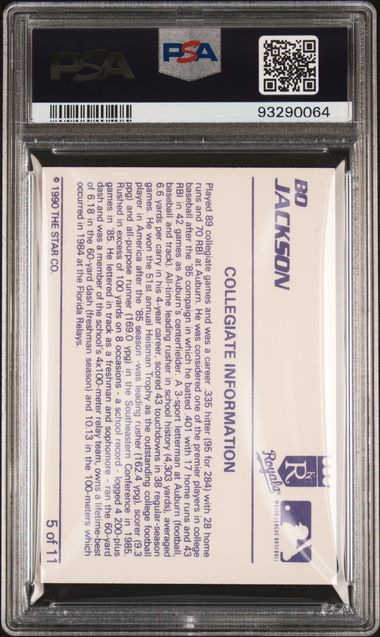 PSA
PSA
93290064
BO
JACKSON
Royals
MAJOR LEAGUE BASEBALL
COLLEGIATE INFORMATION
Played 89 collegiate games and was a career .335 hitter (95 for 284) with 28 home
runs and 70 RBI at Auburn. He was considered one of the premier players in college
baseball after the '85 campaign in which he batted .401 with 17 home runs and 43
RBI in 42 games as Auburn's centerfielder. A 3-sport letterman at Auburn (football,
baseball and track). All-time leading rusher in school history (4,303 yards), averaged
6.6 yards per carry in his 4-year career, scored 43 touchdowns in 38 regular-season
games. He won the 51st annual Heisman Trophy as the outstanding college football
player in America after the '85 season - was leading rusher (162.4 ypg), scorer (9.3
ppg) and all-purpose runner (169.0 ypg) in the Southeastern Conference in 1985.
Rushed in excess of 100 yards on 8 occasions - a school record - logged 4 200-plus
games in '85. He lettered in track as a freshman and sophomore - ran the 60-yard
dash and was a member of the school's 4x100-meter relay team, owns a lifetime-best
of 6.18 in the 60-yard dash (freshman season) and 10.13 in the 100-meters which
occurred in 1984 at the Florida Relays.
© 1990 THE STAR CO.
5 of 11